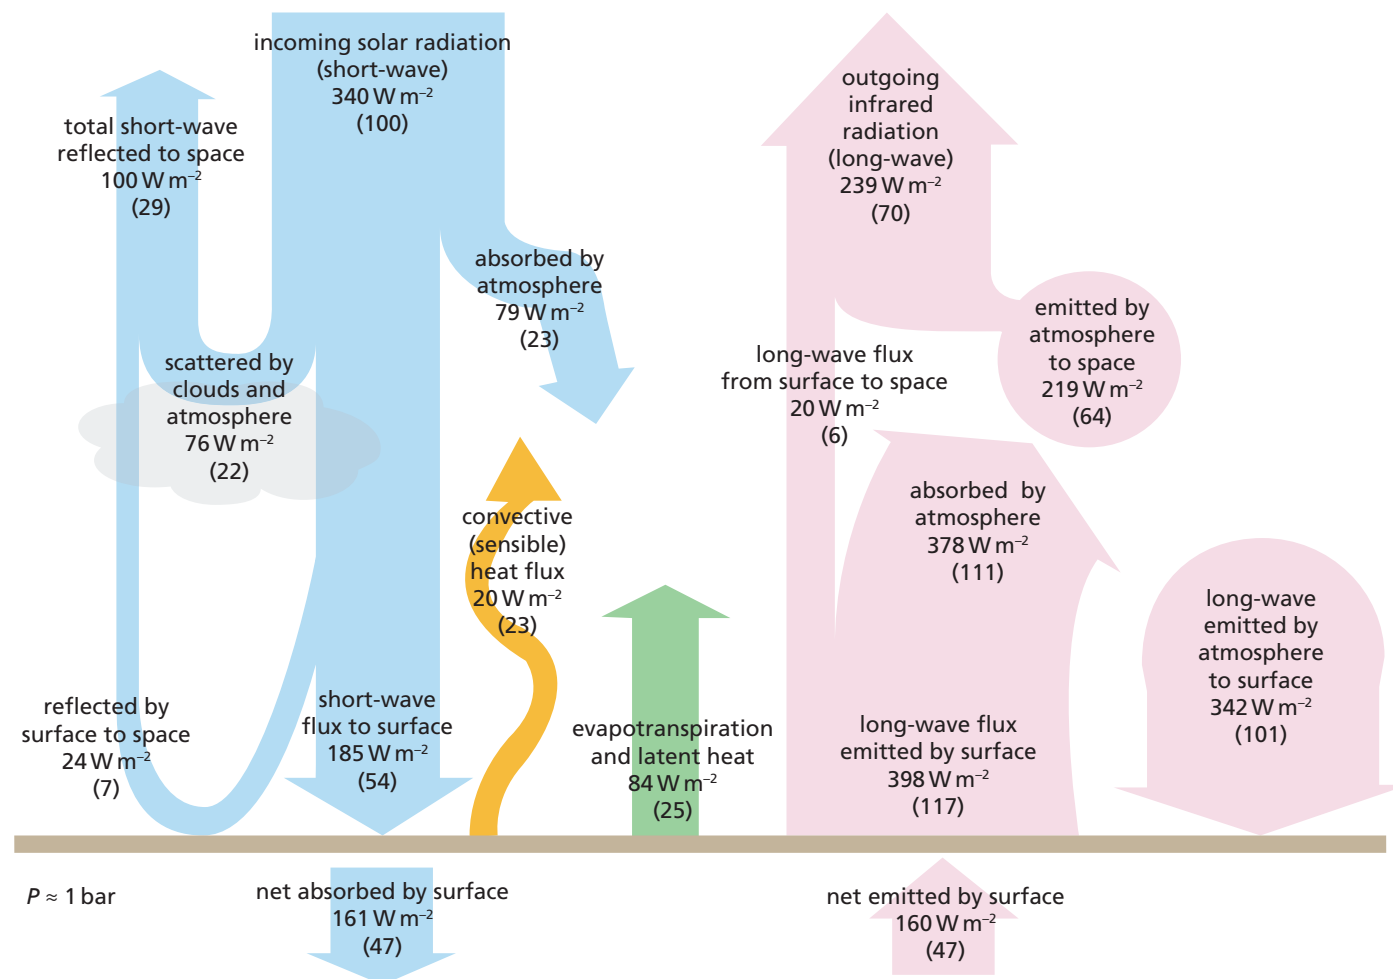 incoming solar radiation
(short-wave)
340 W m⁻²
(100)
total short-wave
reflected to space
100 W m⁻²
(29)
scattered by
clouds and
atmosphere
76 W m⁻²
(22)
absorbed by
atmosphere
79 W m⁻²
(23)
reflected by
surface to space
24 W m⁻²
(7)
short-wave
flux to surface
185 W m⁻²
(54)
convective
(sensible)
heat flux
20 W m⁻²
(23)
evapotranspiration
and latent heat
84 W m⁻²
(25)
outgoing
infrared
radiation
(long-wave)
239 W m⁻²
(70)
long-wave flux
from surface to space
20 W m⁻²
(6)
emitted by
atmosphere
to space
219 W m⁻²
(64)
absorbed by
atmosphere
378 W m⁻²
(111)
long-wave flux
emitted by surface
398 W m⁻²
(117)
long-wave
emitted by
atmosphere
to surface
342 W m⁻²
(101)
P ≈ 1 bar
net absorbed by surface
161 W m⁻²
(47)
net emitted by surface
160 W m⁻²
(47)